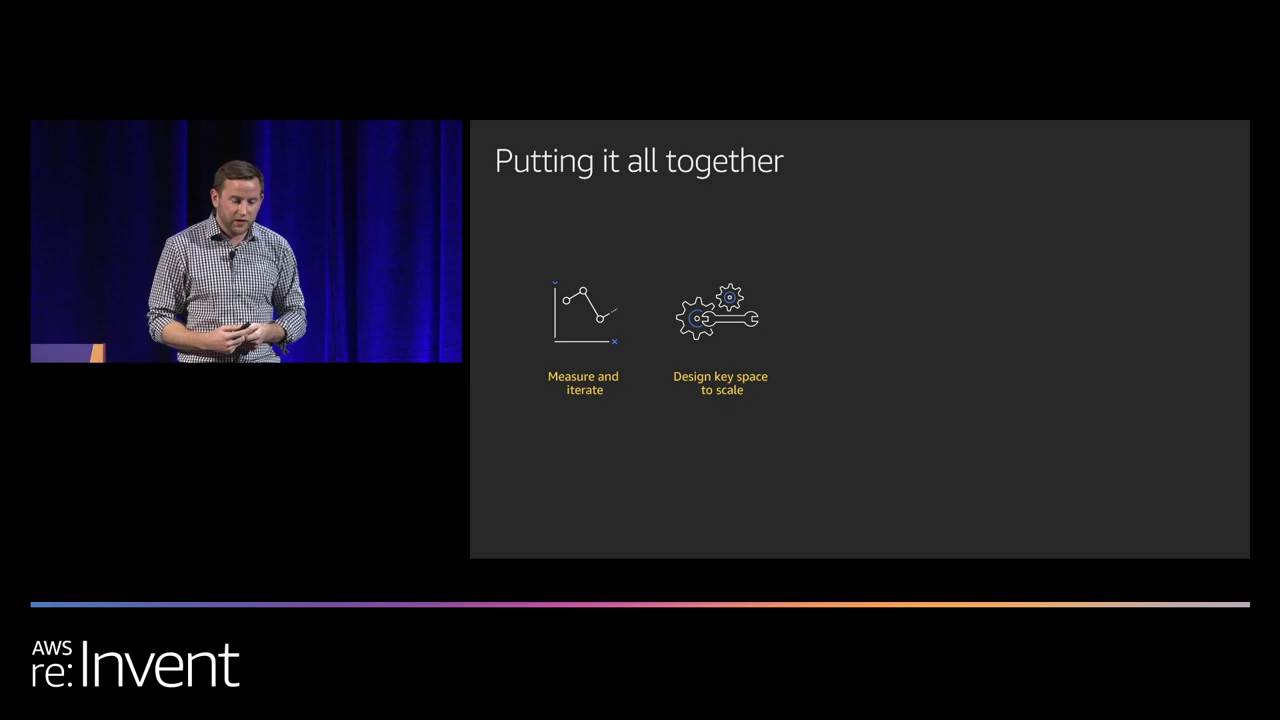 Putting it all together
Measure and
iterate
Design key space
to scale
AWS
re:Invent